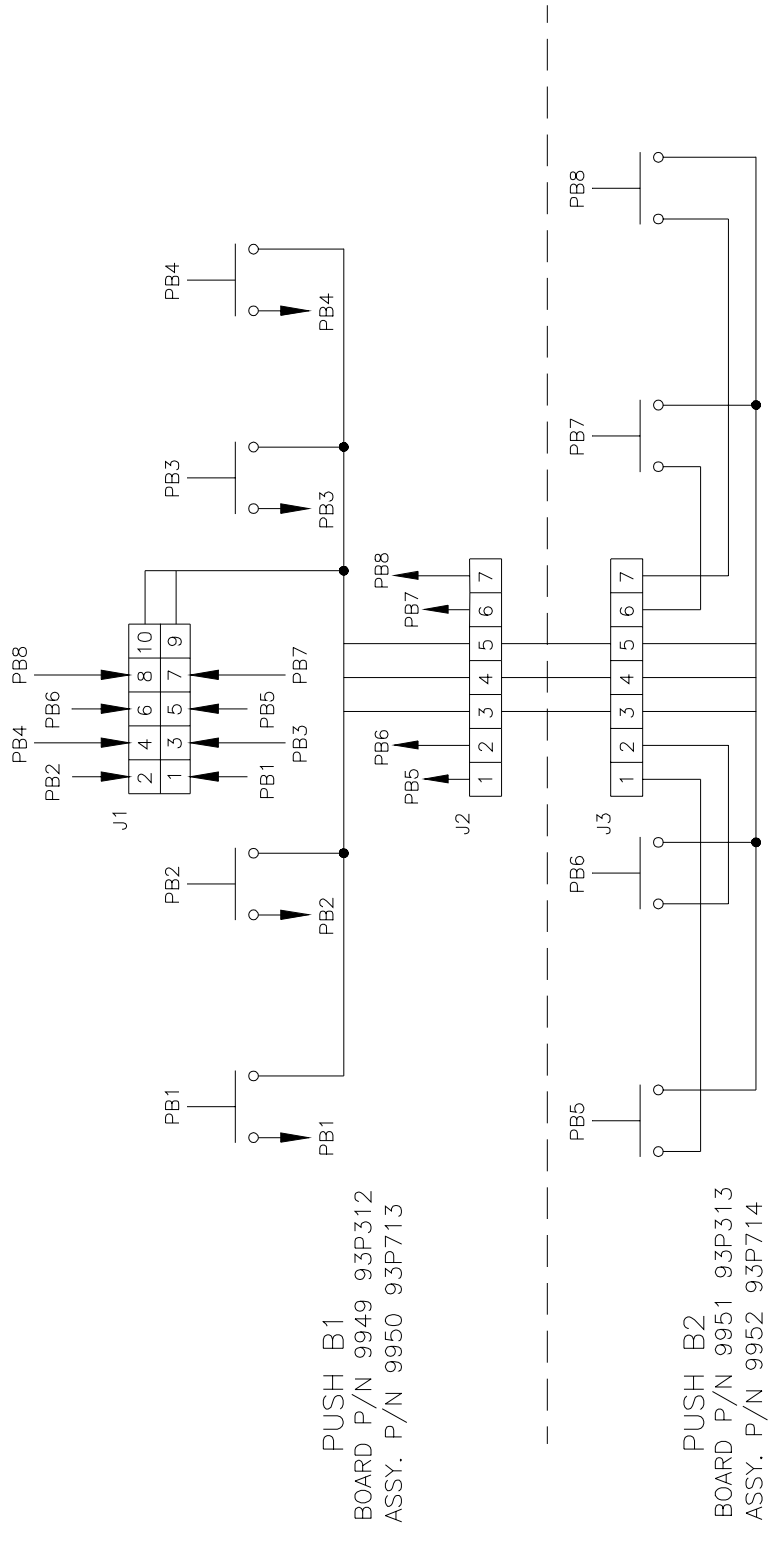 PB4 PB8
PB2 PB6
J1
2 4 6 8 10
1 3 5 7 9
PB1 PB2 PB3 PB4
PB1 PB5
PB3 PB7
PB1 PB2 PB3 PB4
PUSH B1
BOARD P/N 9949 93P312
ASSY. P/N 9950 93P713
PB6 PB8
PB5 PB7
J2
1 2 3 4 5 6 7
PB5 PB6 PB7 PB8
J3
1 2 3 4 5 6 7
PUSH B2
BOARD P/N 9951 93P313
ASSY. P/N 9952 93P714